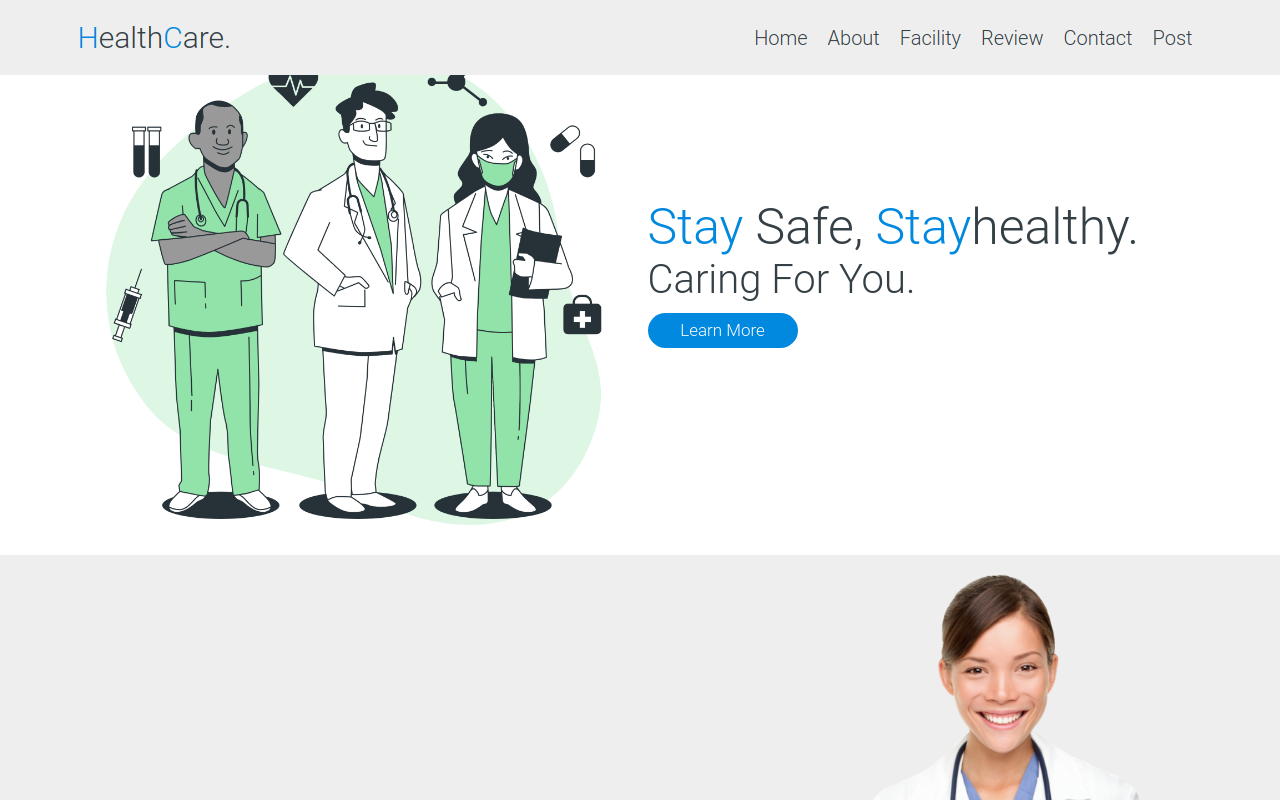 HealthCare.
Home About Facility Review Contact Post
Stay Safe, Stayhealthy.
Caring For You.
Learn More